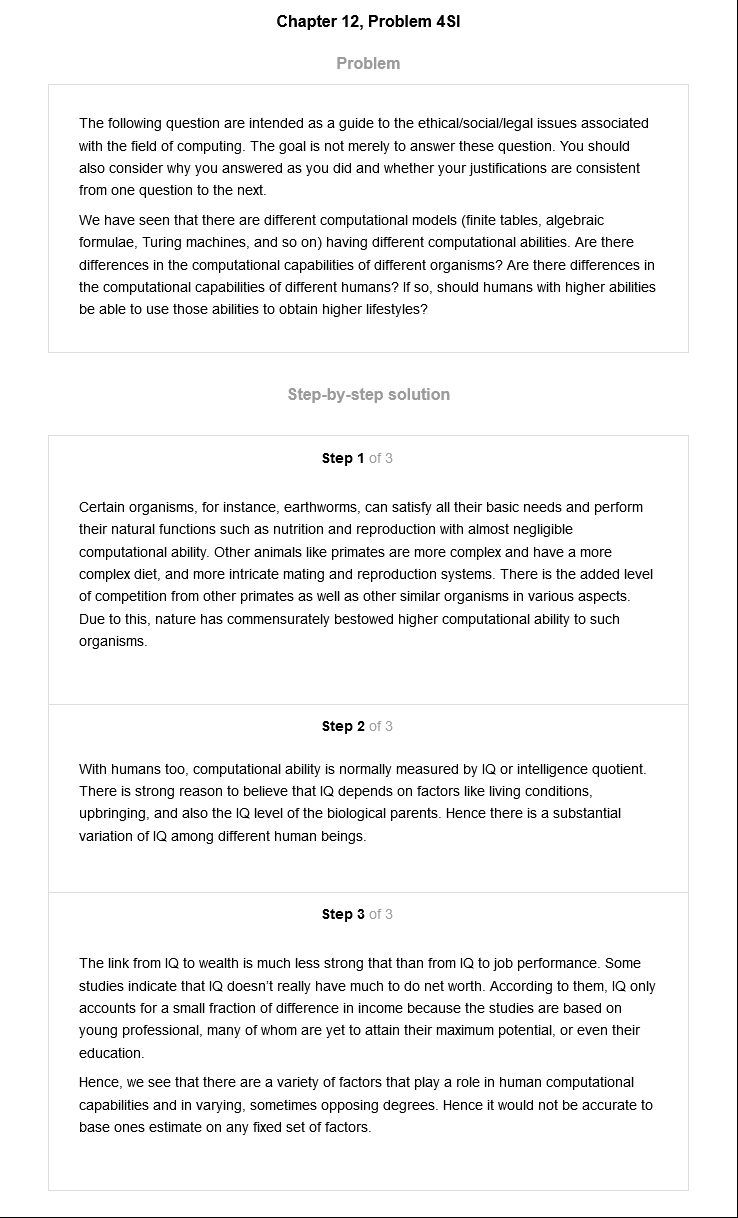 Chapter 12, Problem 4SI
Problem
The following question are intended as a guide to the ethical/social/legal issues associated
with the field of computing. The goal is not merely to answer these question. You should
also consider why you answered as you did and whether your justifications are consistent
from one question to the next.
We have seen that there are different computational models (finite tables, algebraic
formulae, Turing machines, and so on) having different computational abilities. Are there
differences in the computational capabilities of different organisms? Are there differences in
the computational capabilities of different humans? If so, should humans with higher abilities
be able to use those abilities to obtain higher lifestyles?
Step-by-step solution
Step 1 of 3
Certain organisms, for instance, earthworms, can satisfy all their basic needs and perform
their natural functions such as nutrition and reproduction with almost negligible
computational ability. Other animals like primates are more complex and have a more
complex diet, and more intricate mating and reproduction systems. There is the added level
of competition from other primates as well as other similar organisms in various aspects.
Due to this, nature has commensurately bestowed higher computational ability to such
organisms.
Step 2 of 3
With humans too, computational ability is normally measured by IQ or intelligence quotient.
There is strong reason to believe that IQ depends on factors like living conditions,
upbringing, and also the IQ level of the biological parents. Hence there is a substantial
variation of IQ among different human beings.
Step 3 of 3
The link from IQ to wealth is much less strong that than from IQ to job performance. Some
studies indicate that IQ doesn't really have much to do net worth. According to them, IQ only
accounts for a small fraction of difference in income because the studies are based on
young professional, many of whom are yet to attain their maximum potential, or even their
education.
Hence, we see that there are a variety of factors that play a role in human computational
capabilities and in varying, sometimes opposing degrees. Hence it would not be accurate to
base ones estimate on any fixed set of factors.